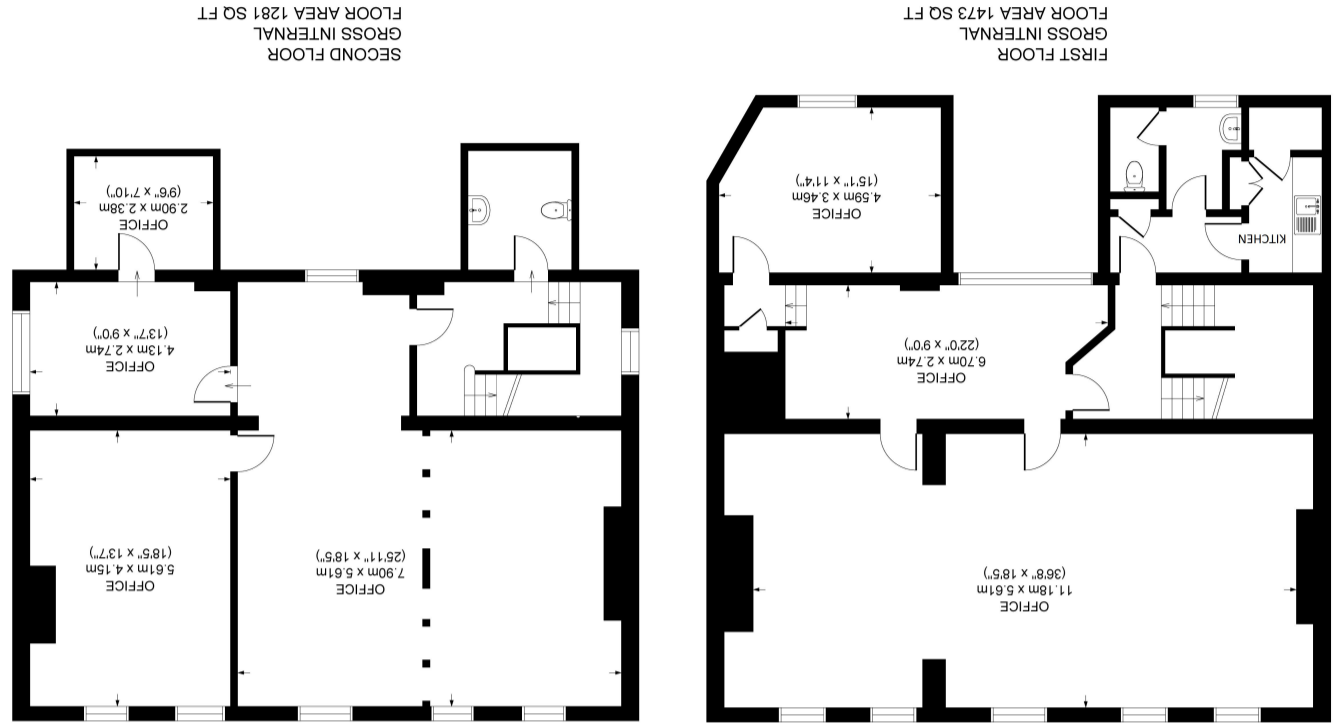 OFFICE
11.18m x 5.61m
(36'8" x 18'5")
OFFICE
6.70m x 2.74m
(22'0" x 9'0")
KITCHEN
OFFICE
4.59m x 3.46m
(15'1" x 11'4")
FIRST FLOOR
GROSS INTERNAL
FLOOR AREA 1473 SQ FT
OFFICE
7.90m x 5.61m
(25'11" x 18'5")
OFFICE
5.61m x 4.15m
(18'5" x 13'7")
OFFICE
4.13m x 2.74m
(13'7" x 9'0")
OFFICE
2.90m x 2.38m
(9'6" x 7'10")
SECOND FLOOR
GROSS INTERNAL
FLOOR AREA 1281 SQ FT